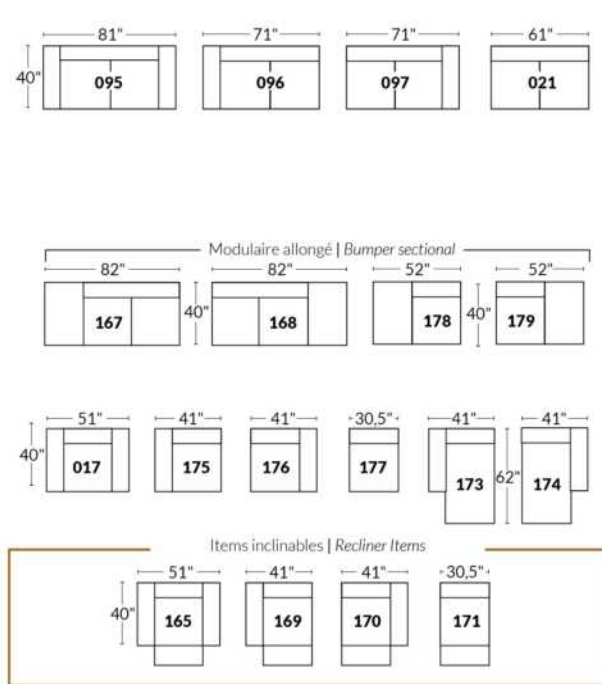 81" 71" 71" 61"
40" 095 096 097 021
Modulaire allongé | Bumper sectional
82" 82" 52" 52"
167 40" 168 178 40" 179
51" 41" 41" 30,5" 41" 41"
40" 017 175 176 177 173 62" 174
Items inclinables | Recliner Items
51" 41" 41" 30,5"
40" 165 169 170 171